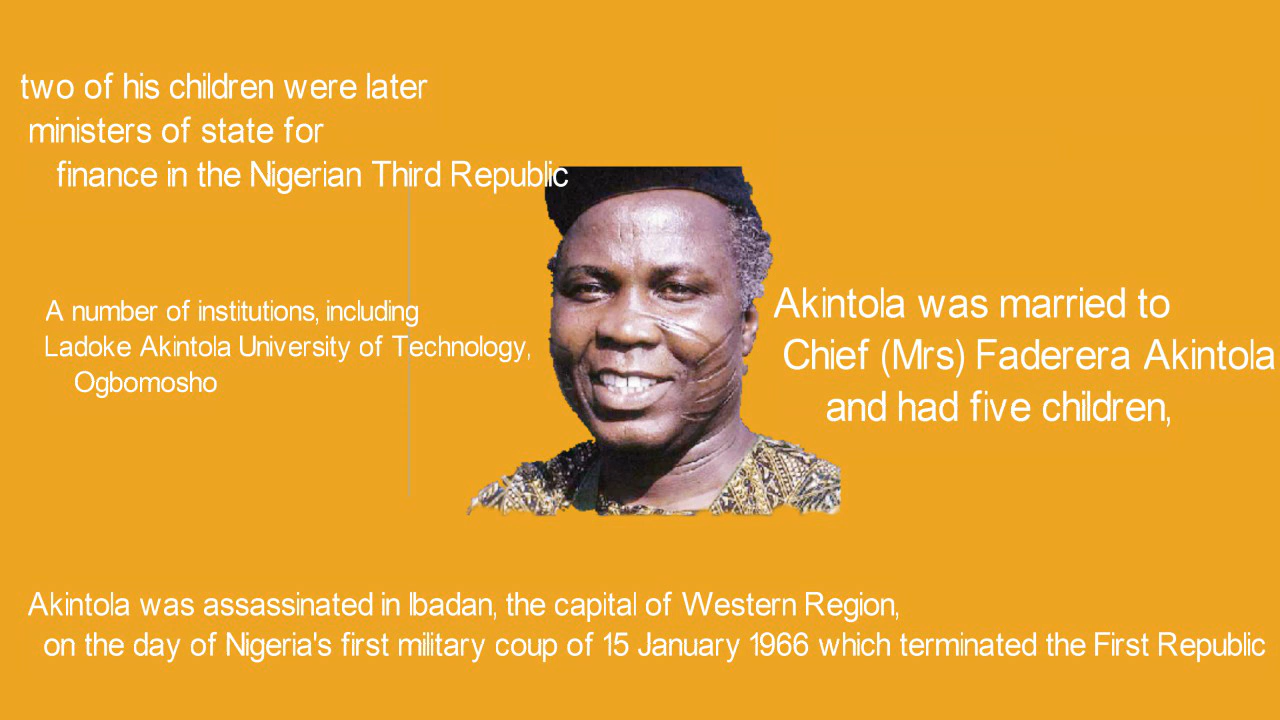 two of his children were later
ministers of state for
finance in the Nigerian Third Republic
A number of institutions, including
Ladoke Akintola University of Technology,
Ogbomosho
Akintola was married to
Chief (Mrs) Faderera Akintola
and had five children,
Akintola was assassinated in Ibadan, the capital of Western Region,
on the day of Nigeria's first military coup of 15 January 1966 which terminated the First Republic